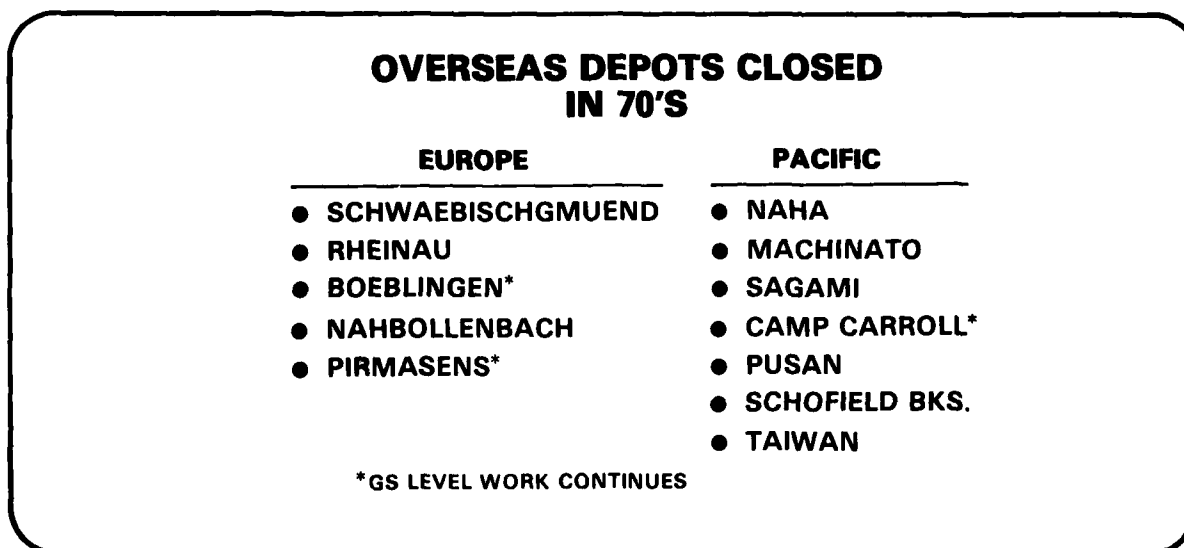 OVERSEAS DEPOTS CLOSED
IN 70'S
EUROPE
● SCHWAEBISCHGMUEND
● RHEINAU
● BOEBLINGEN*
● NAHBOLLENBACH
● PIRMASENS*
PACIFIC
● NAHA
● MACHINATO
● SAGAMI
● CAMP CARROLL*
● PUSAN
● SCHOFIELD BKS.
● TAIWAN
*GS LEVEL WORK CONTINUES